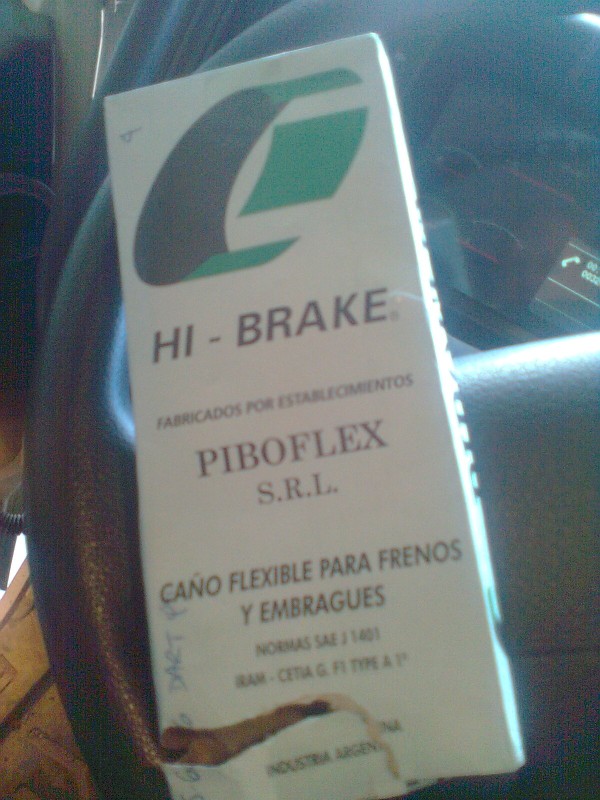 HI - BRAKE®
FABRICADOS POR ESTABLECIMIENTOS
PIBOFLEX
S.R.L.
CAÑO FLEXIBLE PARA FRENOS
Y EMBRAGUES
NORMAS SAE J 1401
IRAM - CETIA G. F1 TYPE A 1"
INDUSTRIA
DART